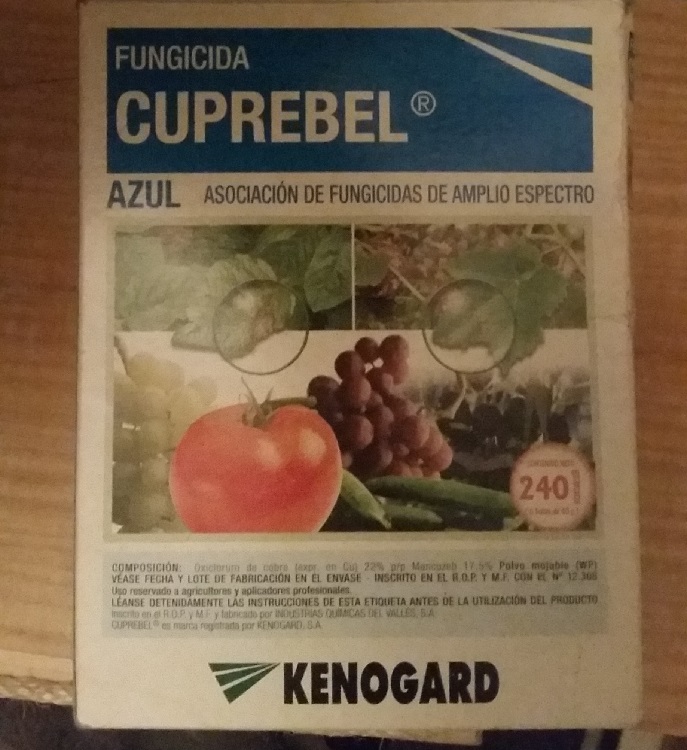 FUNGICIDA
CUPREBEL®
AZUL ASOCIACIÓN DE FUNGICIDAS DE AMPLIO ESPECTRO
240
COMPOSICIÓN: Oxicloruro de cobre (expr. en Cu) 22% p/p Mancozeb 17,5% Polvo mojable (WP)
VÉASE FECHA Y LOTE DE FABRICACIÓN EN EL ENVASE - INSCRITO EN EL R.O.P. Y M.F. CON EL Nº 12.366
Uso reservado a agricultores y aplicadores profesionales.
LÉANSE DETENIDAMENTE LAS INSTRUCCIONES DE ESTA ETIQUETA ANTES DE LA UTILIZACIÓN DEL PRODUCTO
Inscrito en el R.O.P. y M.F. y fabricado por INDUSTRIAS QUÍMICAS DEL VALLÉS, S.A.
CUPREBEL® es marca registrada por KENOGARD, S.A.
KENOGARD